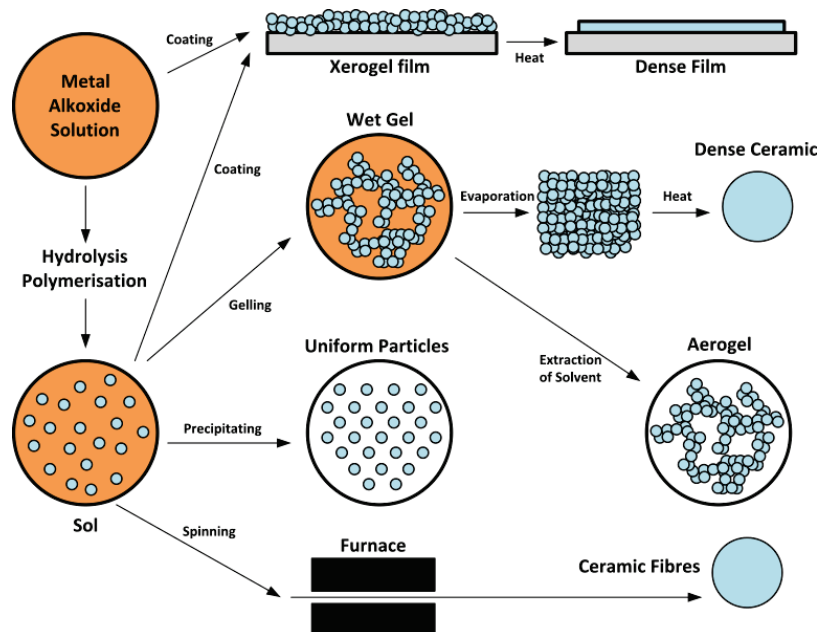 Coating
Xerogel film
Heat
Dense Film
Metal
Alkoxide
Solution
Coating
Wet Gel
Dense Ceramic
Evaporation
Heat
Hydrolysis
Polymerisation
Gelling
Uniform Particles
Extraction
of Solvent
Aerogel
Precipitating
Sol
Spinning
Furnace
Ceramic Fibres